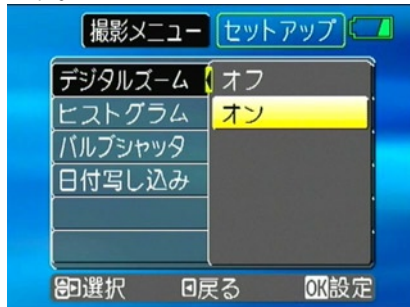 撮影メニュー セットアップ
デジタルズーム オフ
ヒストグラム オン
バルブシャッタ
日付写し込み
選択 戻る OK設定